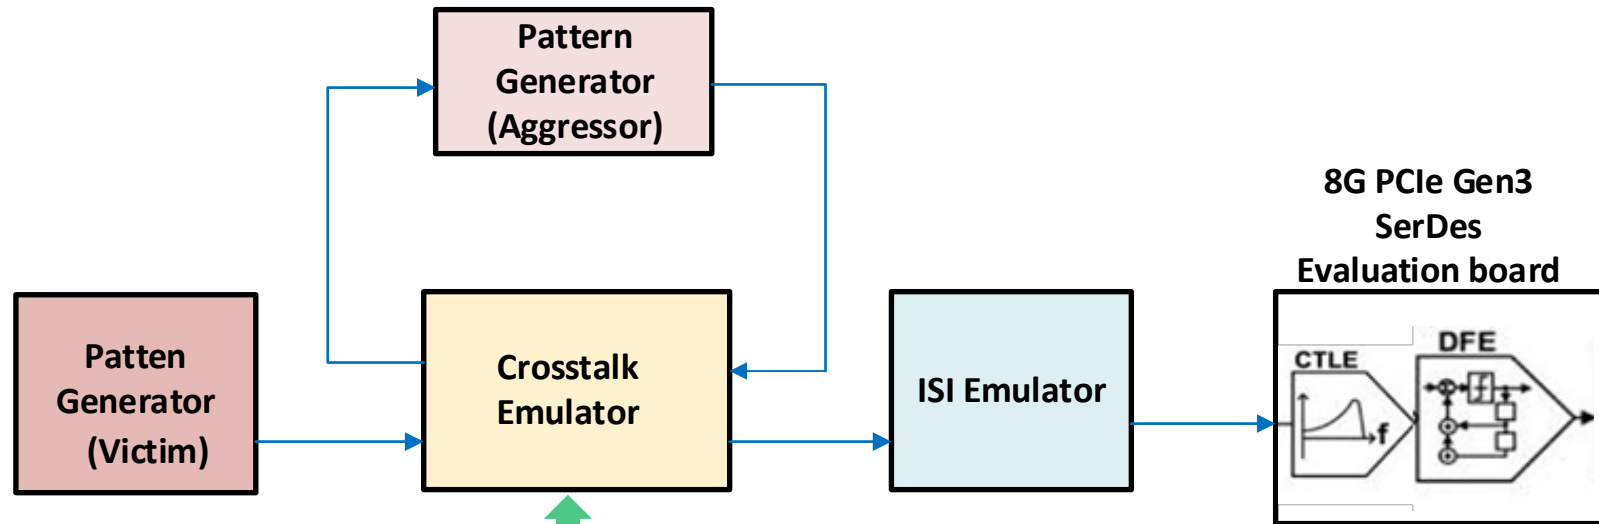 Pattern
Generator
(Aggressor)
8G PCIe Gen3
SerDes
Evaluation board
Patten
Generator
(Victim)
Crosstalk
Emulator
ISI Emulator
CTLE
f
DFE